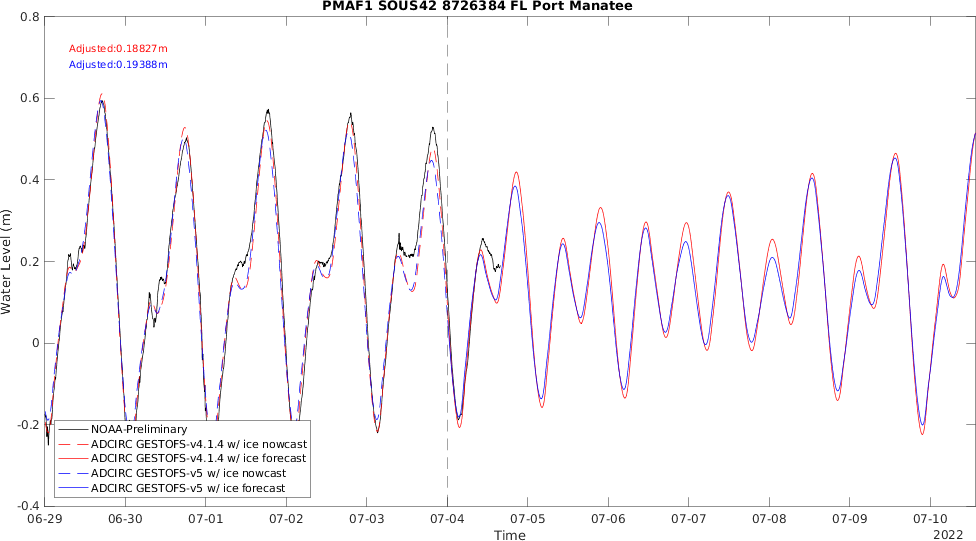 PMAF1 SOUS42 8726384 FL Port Manatee
Adjusted:0.18827m
Adjusted:0.19388m
0.8
0.6
0.4
0.2
0
-0.2
-0.4
Water Level (m)
NOAA-Preliminary
ADCIRC GESTOFS-v4.1.4 w/ ice nowcast
ADCIRC GESTOFS-v4.1.4 w/ ice forecast
ADCIRC GESTOFS-v5 w/ ice nowcast
ADCIRC GESTOFS-v5 w/ ice forecast
06-29 06-30 07-01 07-02 07-03 07-04 07-05 07-06 07-07 07-08 07-09 07-10
Time
2022